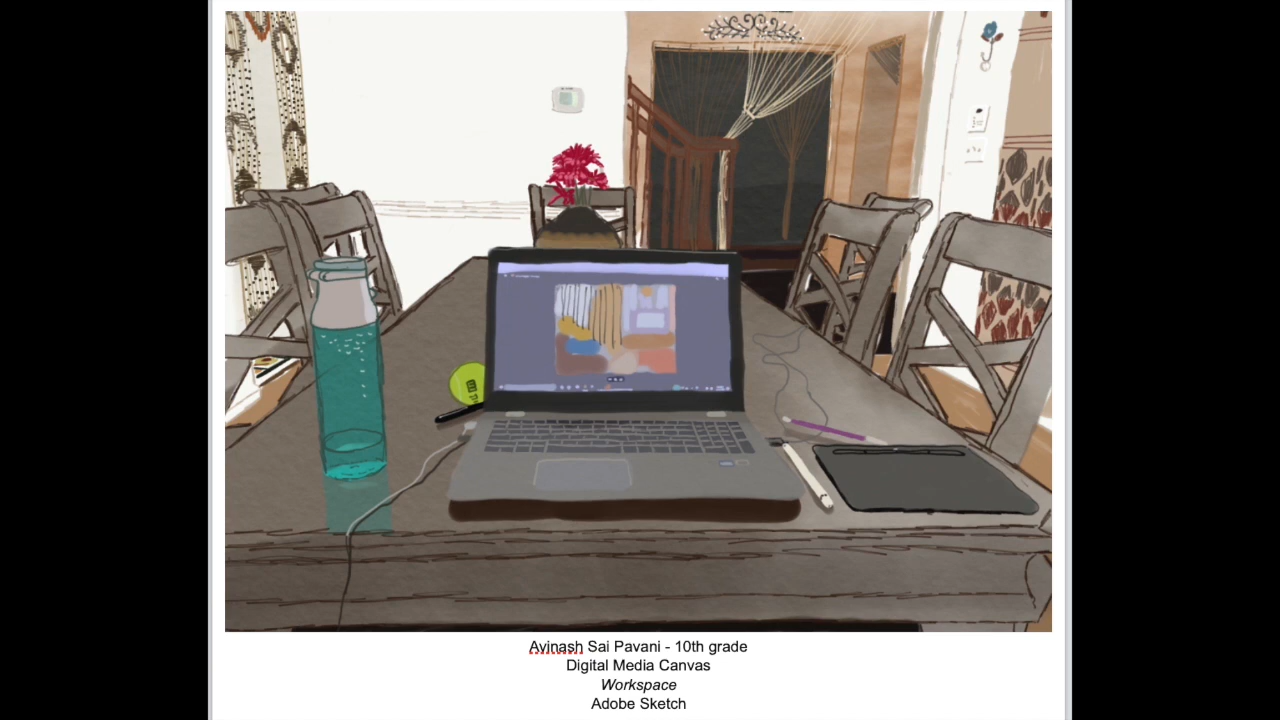 Avinash Sai Pavani - 10th grade
Digital Media Canvas
Workspace
Adobe Sketch